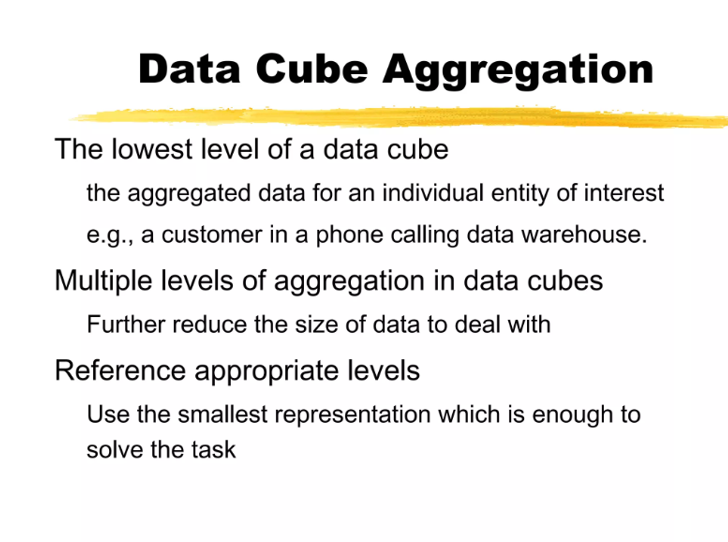 Data Cube Aggregation
The lowest level of a data cube
the aggregated data for an individual entity of interest
e.g., a customer in a phone calling data warehouse.
Multiple levels of aggregation in data cubes
Further reduce the size of data to deal with
Reference appropriate levels
Use the smallest representation which is enough to
solve the task